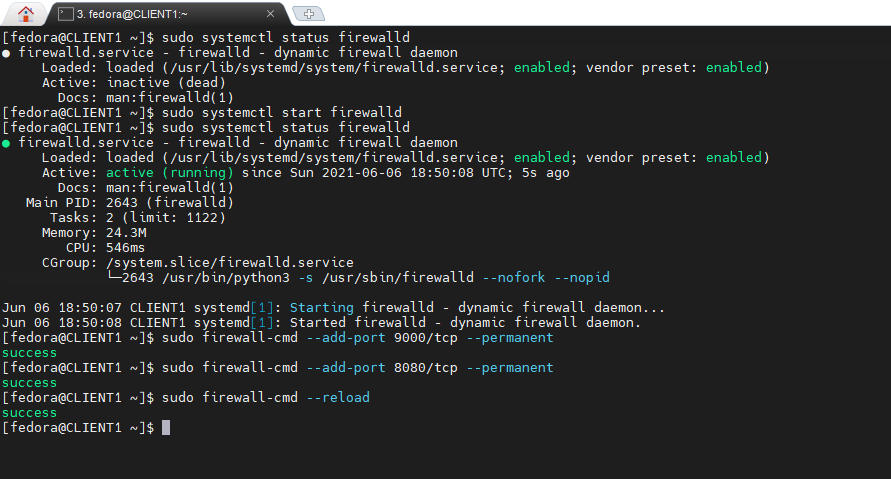 3. fedora@CLIENT1:~
[fedora@CLIENT1 ~]$ sudo systemctl status firewalld
● firewalld.service - firewalld - dynamic firewall daemon
     Loaded: loaded (/usr/lib/systemd/system/firewalld.service; enabled; vendor preset: enabled)
     Active: inactive (dead)
       Docs: man:firewalld(1)
[fedora@CLIENT1 ~]$ sudo systemctl start firewalld
[fedora@CLIENT1 ~]$ sudo systemctl status firewalld
● firewalld.service - firewalld - dynamic firewall daemon
     Loaded: loaded (/usr/lib/systemd/system/firewalld.service; enabled; vendor preset: enabled)
     Active: active (running) since Sun 2021-06-06 18:50:08 UTC; 5s ago
       Docs: man:firewalld(1)
   Main PID: 2643 (firewalld)
      Tasks: 2 (limit: 1122)
     Memory: 24.3M
        CPU: 546ms
     CGroup: /system.slice/firewalld.service
             └─2643 /usr/bin/python3 -s /usr/sbin/firewalld --nofork --nopid
Jun 06 18:50:07 CLIENT1 systemd[1]: Starting firewalld - dynamic firewall daemon...
Jun 06 18:50:08 CLIENT1 systemd[1]: Started firewalld - dynamic firewall daemon.
[fedora@CLIENT1 ~]$ sudo firewall-cmd --add-port 9000/tcp --permanent
success
[fedora@CLIENT1 ~]$ sudo firewall-cmd --add-port 8080/tcp --permanent
success
[fedora@CLIENT1 ~]$ sudo firewall-cmd --reload
success
[fedora@CLIENT1 ~]$